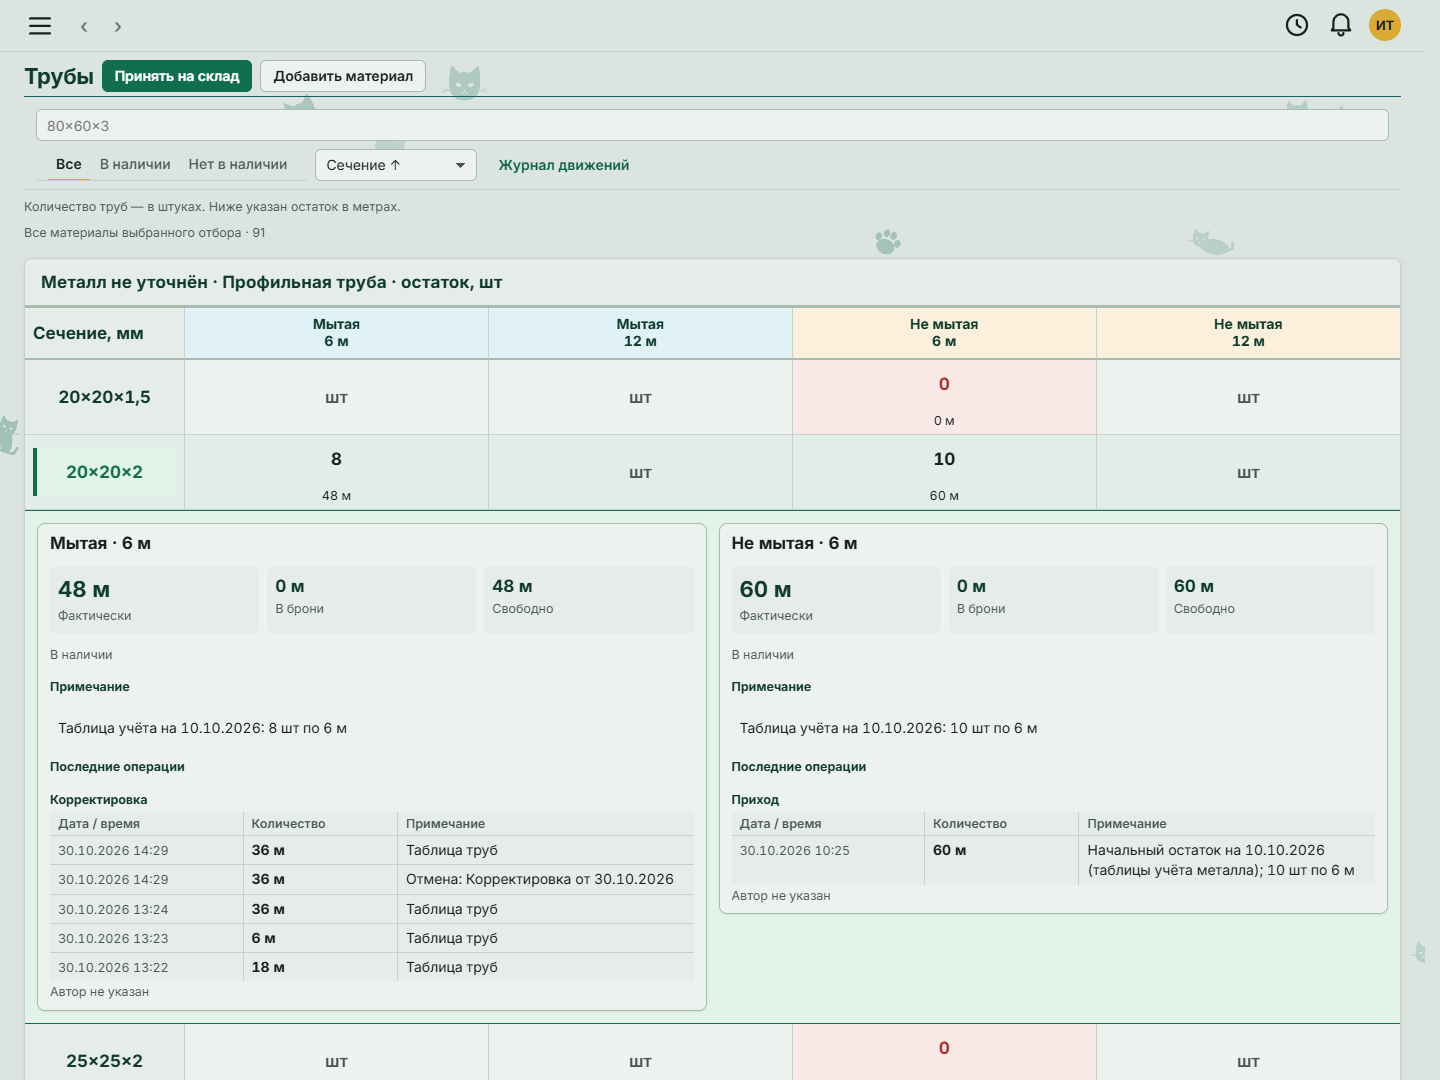 ИТ
Трубы
Принять на склад
Добавить материал
80×60×3
Все
В наличии
Нет в наличии
Сечение ↑
Журнал движений
Количество труб — в штуках. Ниже указан остаток в метрах.
Все материалы выбранного отбора · 91
Металл не уточнён · Профильная труба · остаток, шт
Сечение, мм
Мытая
6 м
Мытая
12 м
Не мытая
6 м
Не мытая
12 м
20×20×1,5
шт
шт
0
0 м
шт
20×20×2
8
48 м
шт
10
60 м
шт
Мытая · 6 м
48 м
Фактически
0 м
В брони
48 м
Свободно
В наличии
Примечание
Таблица учёта на 10.10.2026: 8 шт по 6 м
Последние операции
Корректировка
Дата / время
Количество
Примечание
30.10.2026 14:29
36 м
Таблица труб
30.10.2026 14:29
36 м
Отмена: Корректировка от 30.10.2026
30.10.2026 13:24
36 м
Таблица труб
30.10.2026 13:23
6 м
Таблица труб
30.10.2026 13:22
18 м
Таблица труб
Автор не указан
Не мытая · 6 м
60 м
Фактически
0 м
В брони
60 м
Свободно
В наличии
Примечание
Таблица учёта на 10.10.2026: 10 шт по 6 м
Последние операции
Приход
Дата / время
Количество
Примечание
30.10.2026 10:25
60 м
Начальный остаток на 10.10.2026
(таблицы учёта металла); 10 шт по 6 м
Автор не указан
25×25×2
шт
шт
0
шт